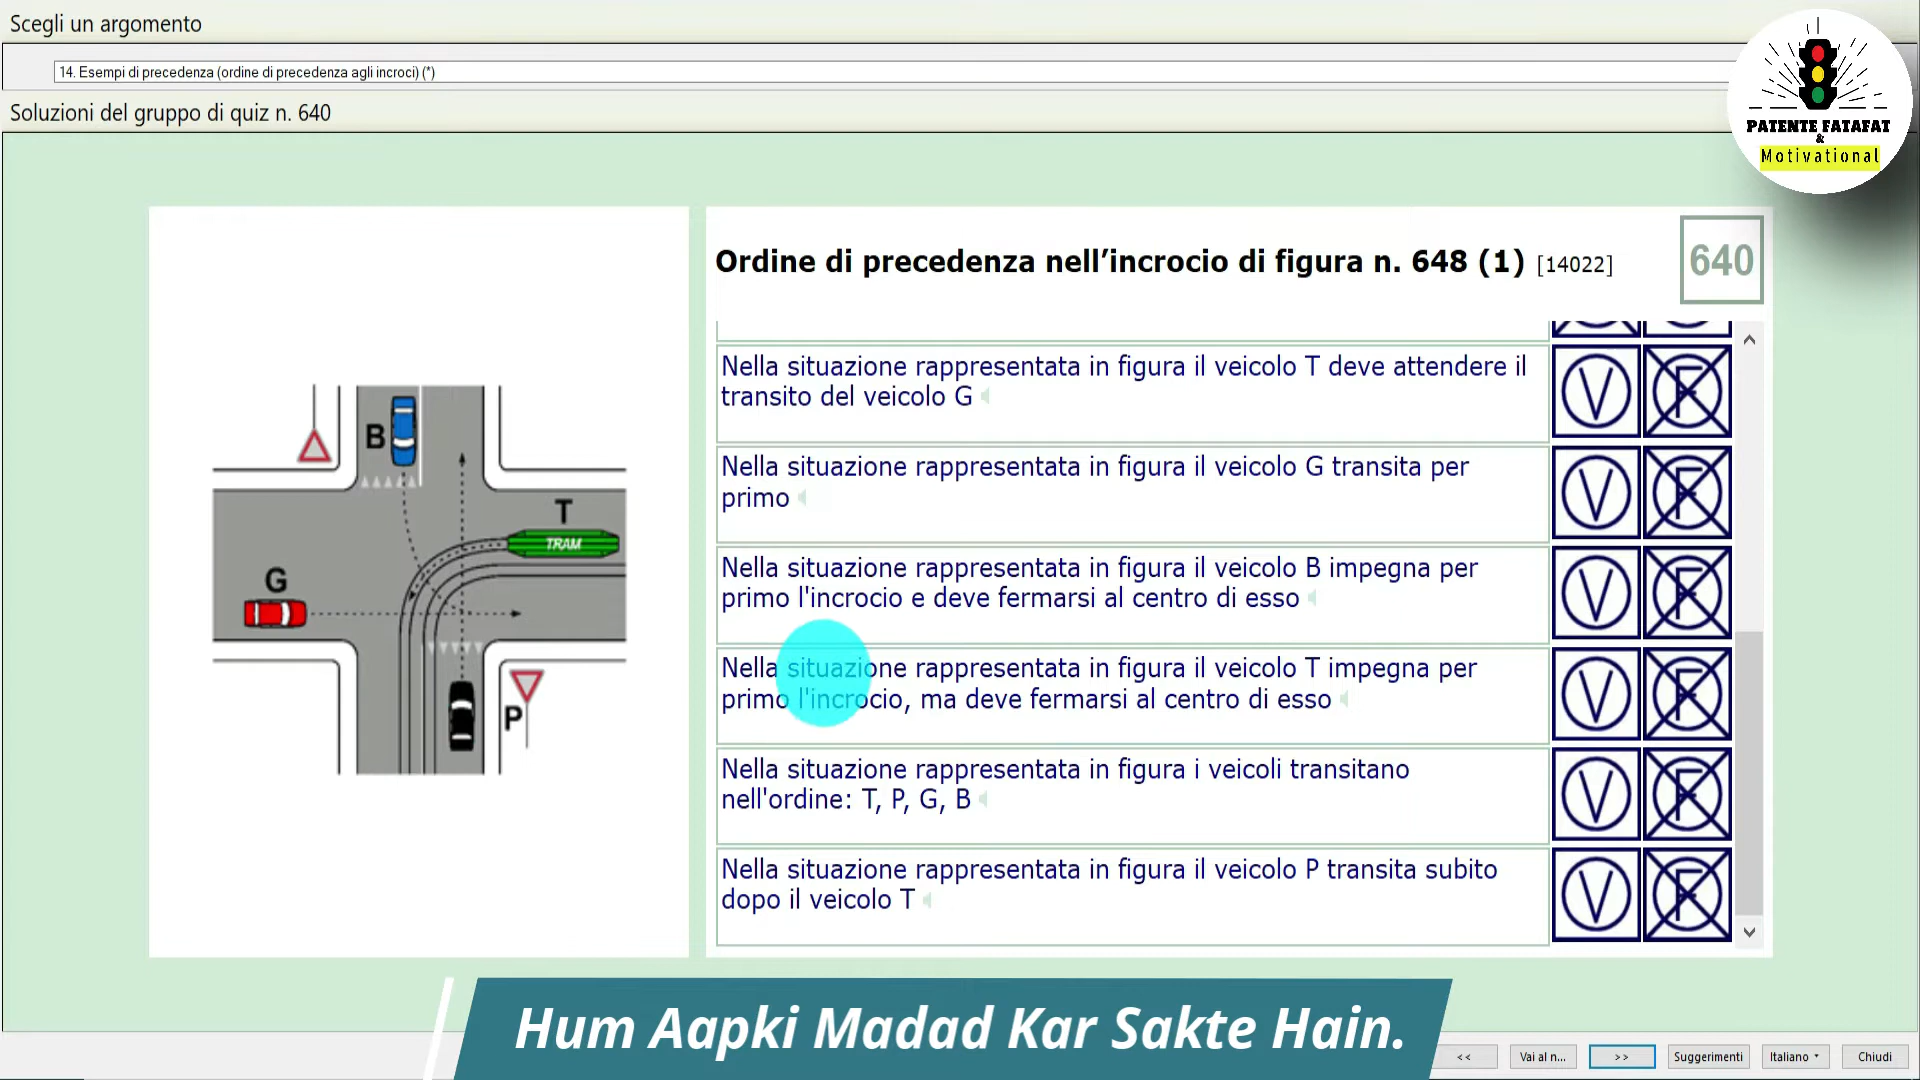 Scegli un argomento
14. Esempi di precedenza (ordine di precedenza agli incroci) (*)
Soluzioni del gruppo di quiz n. 640
PATENTE FATAFAT
&
Motivational
Ordine di precedenza nell’incrocio di figura n. 648 (1) [14022]
640
Nella situazione rappresentata in figura il veicolo T deve attendere il
transito del veicolo G
V F
Nella situazione rappresentata in figura il veicolo G transita per
primo
V F
Nella situazione rappresentata in figura il veicolo B impegna per
primo l'incrocio e deve fermarsi al centro di esso
V F
Nella situazione rappresentata in figura il veicolo T impegna per
primo l'incrocio, ma deve fermarsi al centro di esso
V F
Nella situazione rappresentata in figura i veicoli transitano
nell'ordine: T, P, G, B
V F
Nella situazione rappresentata in figura il veicolo P transita subito
dopo il veicolo T
V F
B
T
TRAM
G
P
Hum Aapki Madad Kar Sakte Hain.
<< Vai al n... >> Suggerimenti Italiano Chiudi